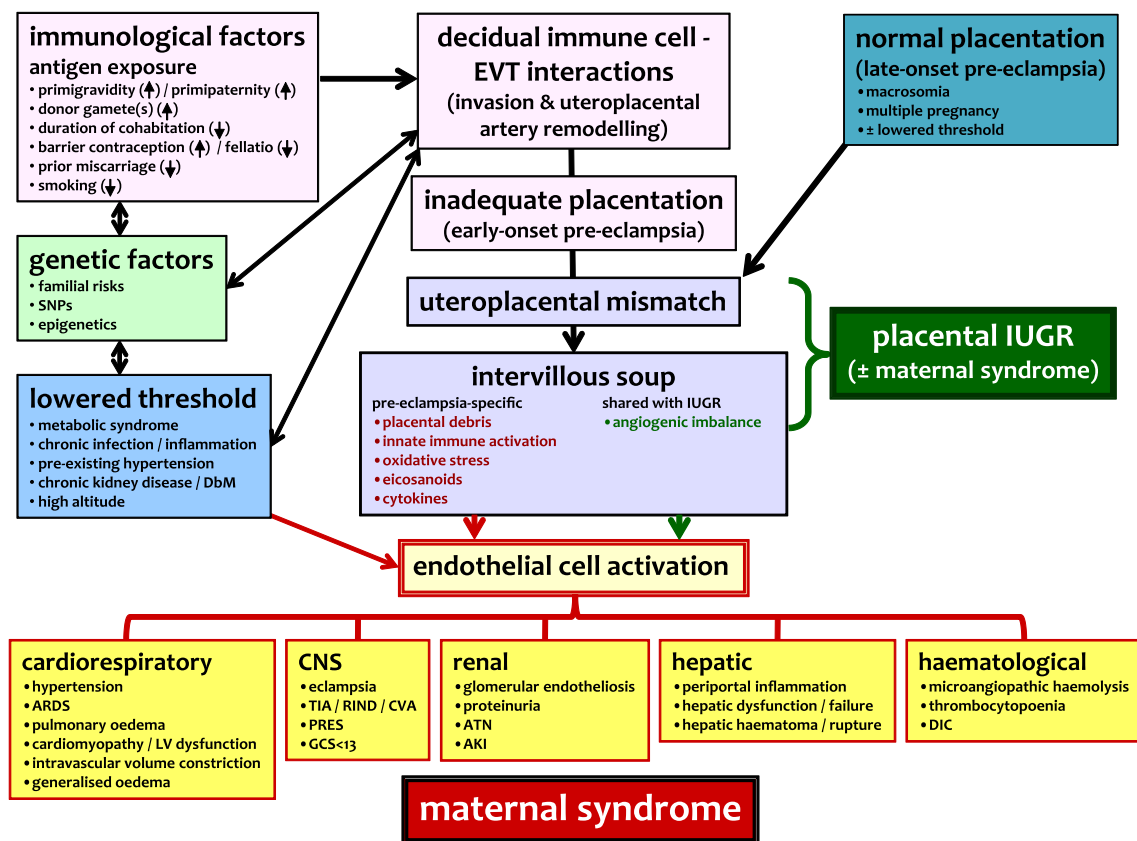 immunological factors
antigen exposure
• primigravidity (↑) / primipaternity (↑)
• donor gamete(s) (↑)
• duration of cohabitation (↓)
• barrier contraception (↑) / fellatio (↓)
• prior miscarriage (↓)
• smoking (↓)
decidual immune cell -
EVT interactions
(invasion & uteroplacental
artery remodelling)
normal placentation
(late-onset pre-eclampsia)
• macrosomia
• multiple pregnancy
• ± lowered threshold
inadequate placentation
(early-onset pre-eclampsia)
genetic factors
• familial risks
• SNPs
• epigenetics
uteroplacental mismatch
placental IUGR
(± maternal syndrome)
lowered threshold
• metabolic syndrome
• chronic infection / inflammation
• pre-existing hypertension
• chronic kidney disease / DbM
• high altitude
intervillous soup
pre-eclampsia-specific
• placental debris
• innate immune activation
• oxidative stress
• eicosanoids
• cytokines
shared with IUGR
• angiogenic imbalance
endothelial cell activation
cardiorespiratory
• hypertension
• ARDS
• pulmonary oedema
• cardiomyopathy / LV dysfunction
• intravascular volume constriction
• generalised oedema
CNS
• eclampsia
• TIA / RIND / CVA
• PRES
• GCS<13
renal
• glomerular endotheliosis
• proteinuria
• ATN
• AKI
hepatic
• periportal inflammation
• hepatic dysfunction / failure
• hepatic haematoma / rupture
haematological
• microangiopathic haemolysis
• thrombocytopoenia
• DIC
maternal syndrome